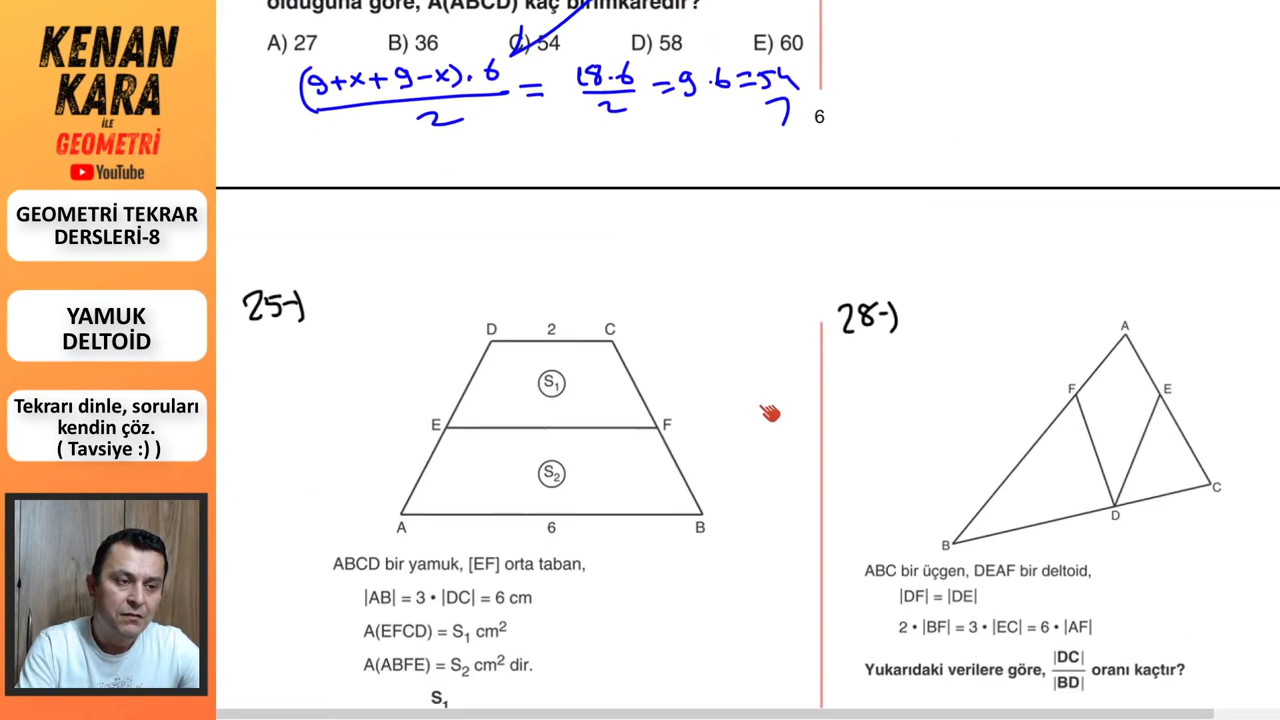 KENAN
KARA
İLE
GEOMETRİ
YouTube
GEOMETRİ TEKRAR
DERSLERİ-8
YAMUK
DELTOİD
Tekrarı dinle, soruları
kendin çöz.
( Tavsiye :) )
olduğuna göre, A(ABCD) kaç birimkaredir?
A) 27 B) 36 C) 54 D) 58 E) 60
(9+x+9-x).6 / 2 = 18.6 / 2 = 9.6 = 54
6
25-)
D 2 C
S1
E F
S2
A 6 B
ABCD bir yamuk, [EF] orta taban,
|AB| = 3 • |DC| = 6 cm
A(EFCD) = S1 cm2
A(ABFE) = S2 cm2 dir.
S1
28-)
A
F E
C
D
B
ABC bir üçgen, DEAF bir deltoid,
|DF| = |DE|
2 • |BF| = 3 • |EC| = 6 • |AF|
Yukarıdaki verilere göre, |DC| / |BD| oranı kaçtır?